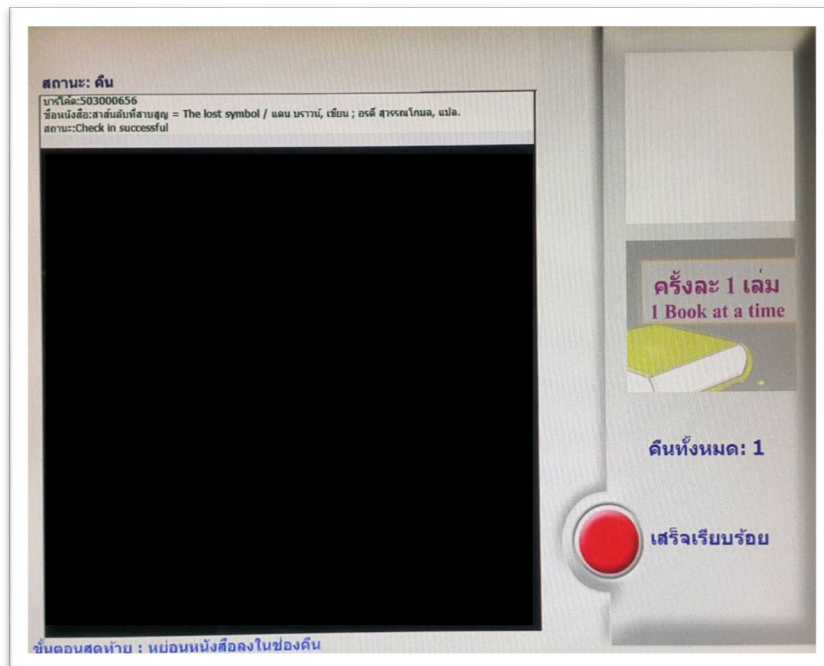 สถานะ: คืน
บาร์โค้ด:503000656
ชื่อหนังสือ:สาส์นลับที่สาบสูญ = The lost symbol / แดน บราวน์, เขียน ; อรดี สุวรรณโกมล, แปล.
สถานะ:Check in successful
ครั้งละ 1 เล่ม
1 Book at a time
คืนทั้งหมด: 1
เสร็จเรียบร้อย
ขั้นตอนสุดท้าย : หย่อนหนังสือลงในช่องคืน